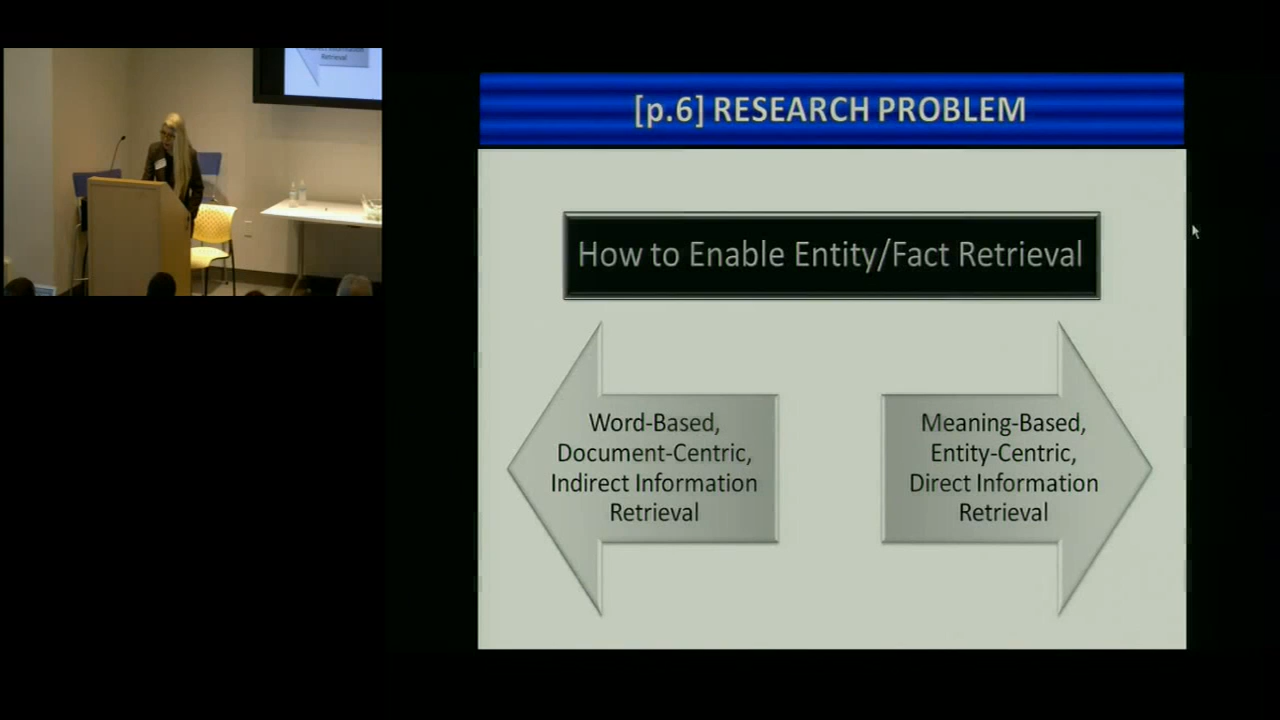 Retrieval
[p.6] RESEARCH PROBLEM
How to Enable Entity/Fact Retrieval
Word-Based,
Document-Centric,
Indirect Information
Retrieval
Meaning-Based,
Entity-Centric,
Direct Information
Retrieval